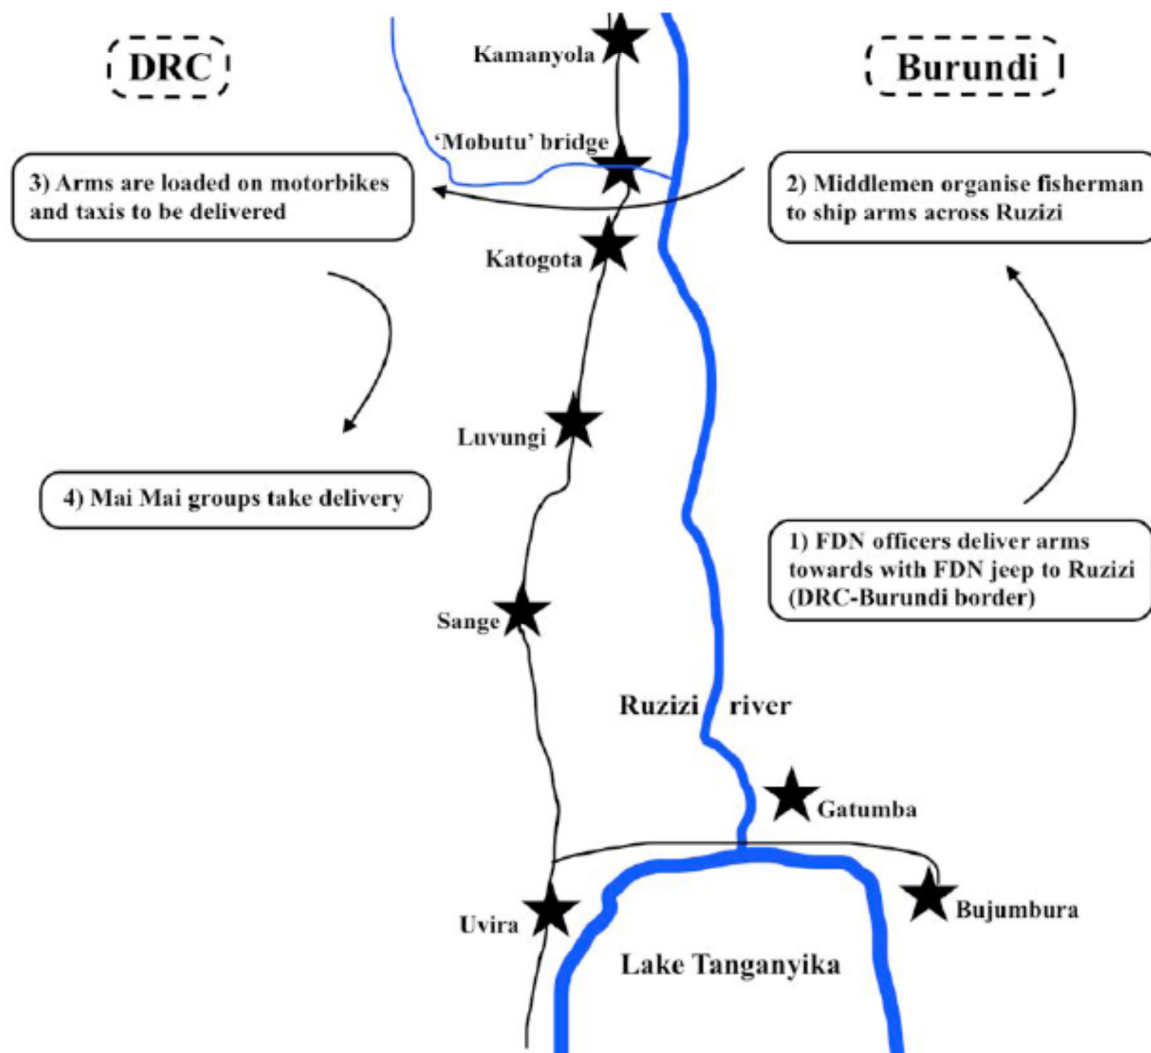 DRC
Kamanyola
Burundi
'Mobutu' bridge
3) Arms are loaded on motorbikes
and taxis to be delivered
2) Middlemen organise fisherman
to ship arms across Ruzizi
Katogota
Luvungi
4) Mai Mai groups take delivery
1) FDN officers deliver arms
towards with FDN jeep to Ruzizi
(DRC-Burundi border)
Sange
Ruzizi river
Gatumba
Uvira
Bujumbura
Lake Tanganyika